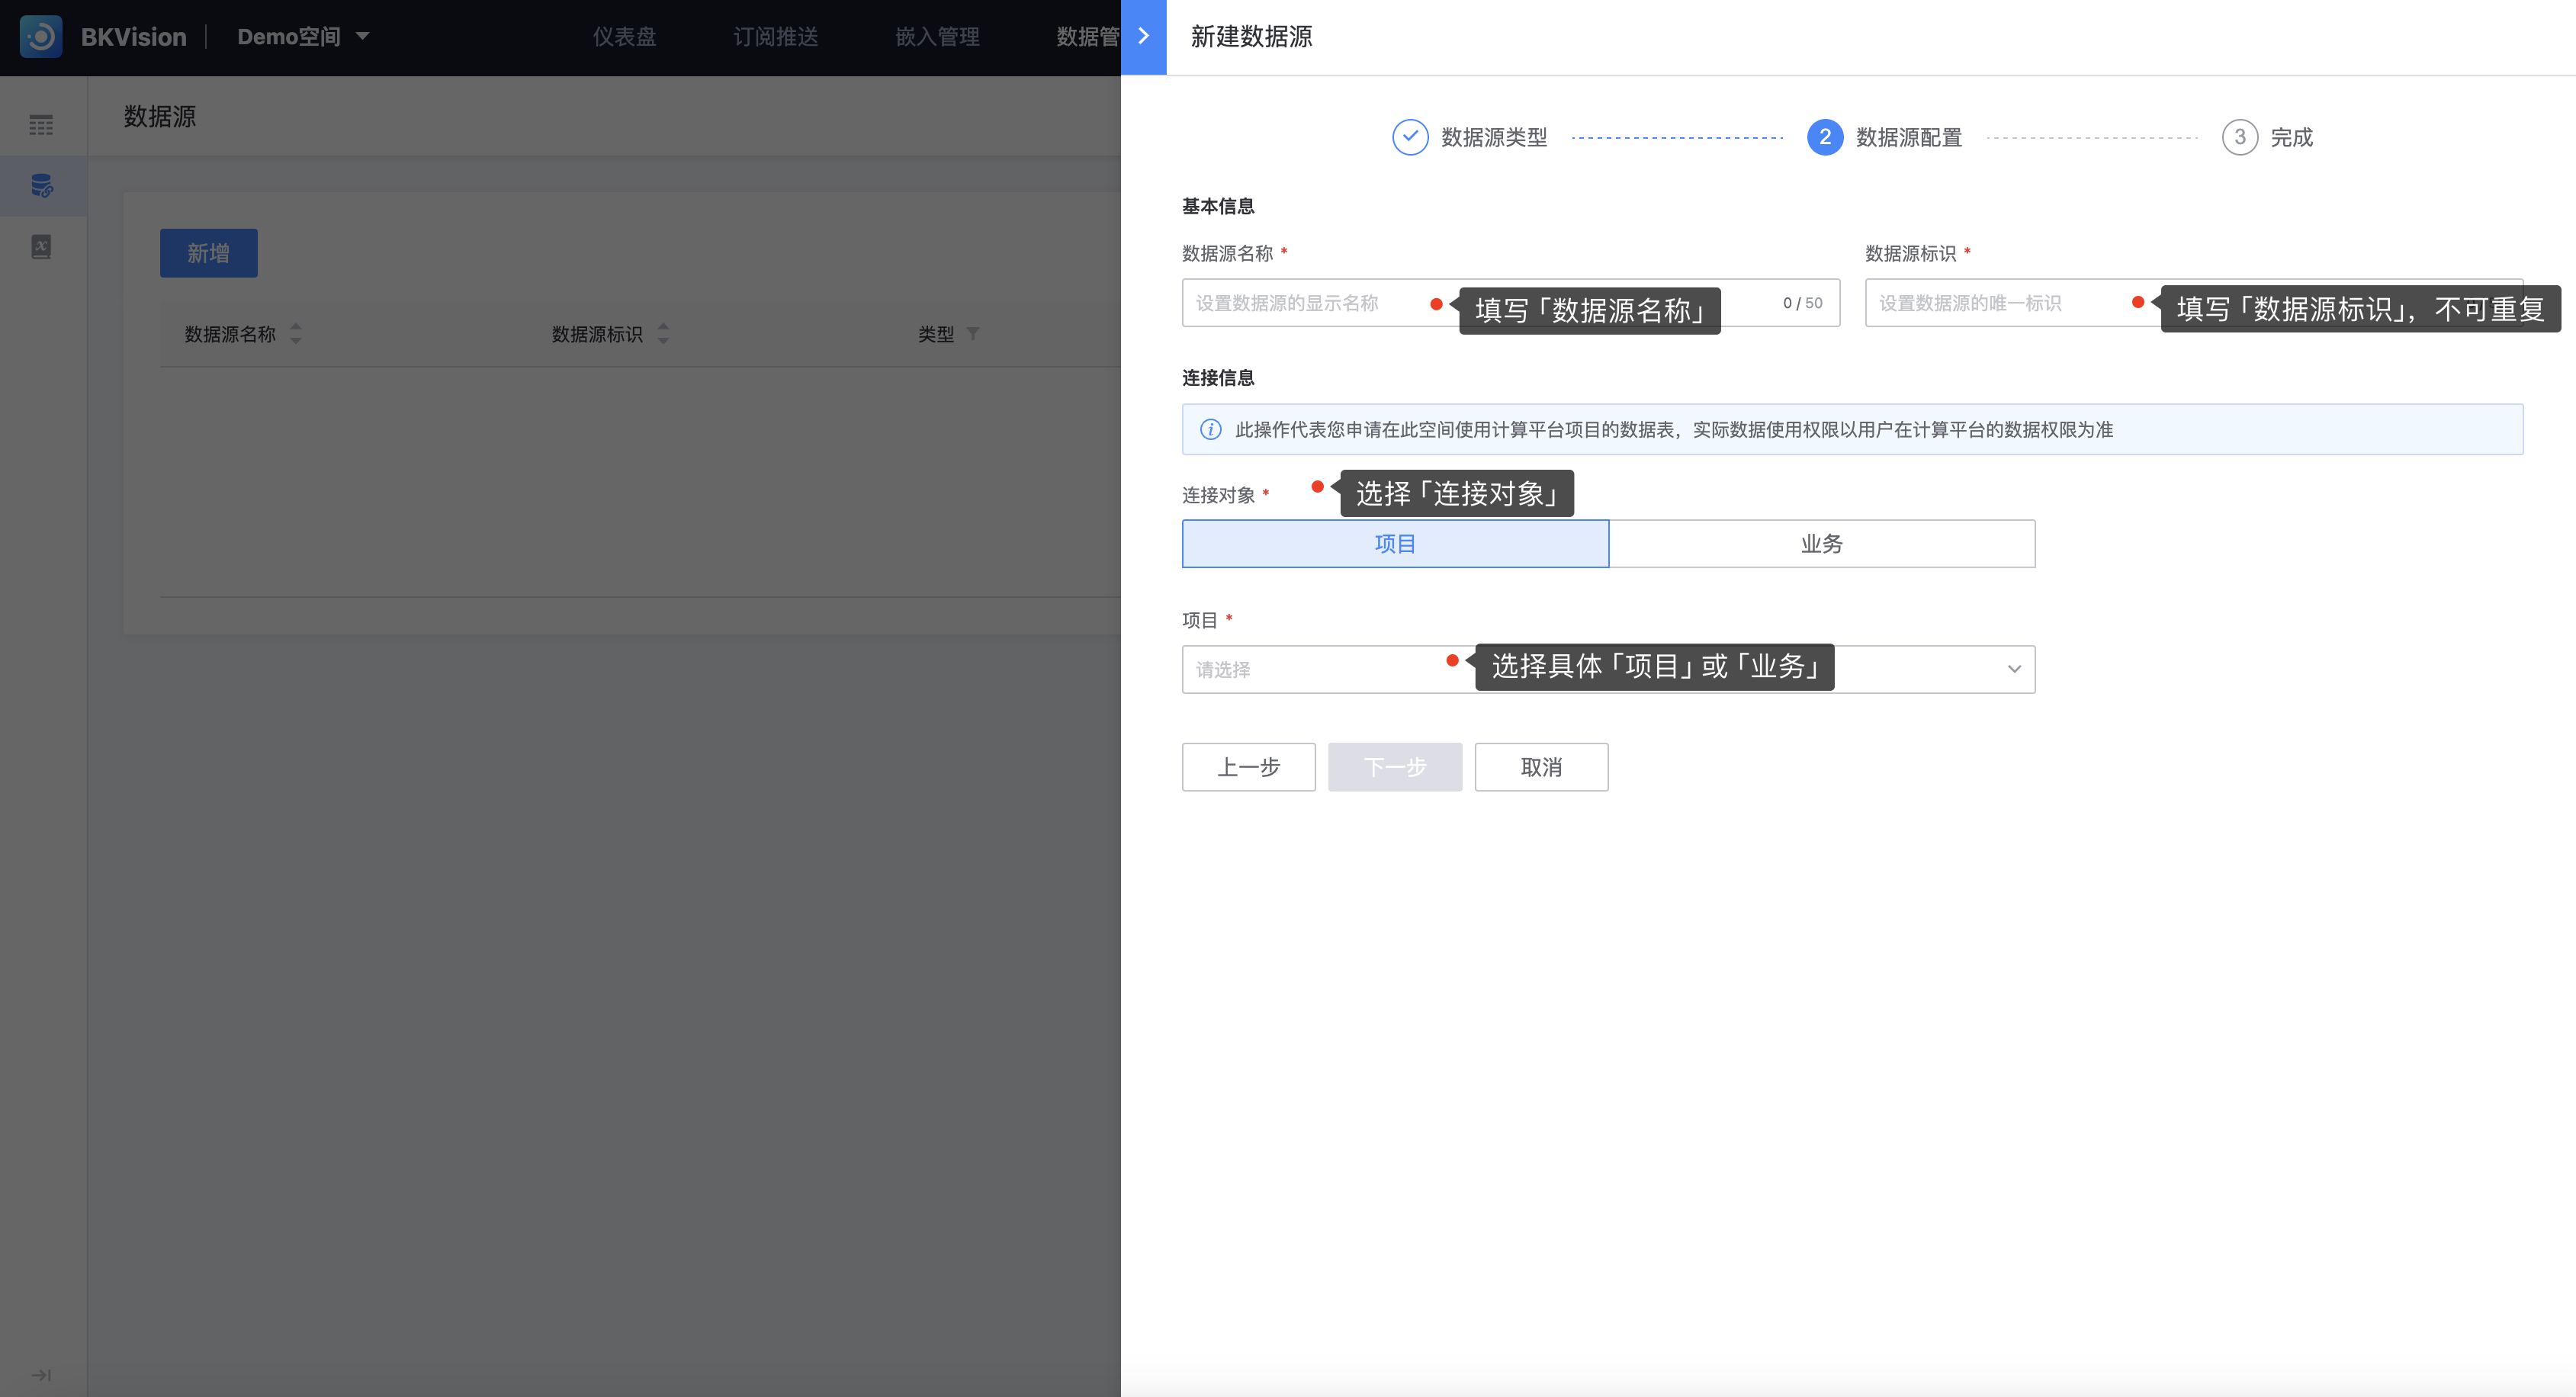 BKVision Demo空间
仪表盘
订阅推送
嵌入管理
数据管
数据源
新增
数据源名称
数据源标识
类型
新建数据源
数据源类型
2 数据源配置
3 完成
基本信息
数据源名称 *
设置数据源的显示名称
填写「数据源名称」
0 / 50
数据源标识 *
设置数据源的唯一标识
填写「数据源标识」，不可重复
连接信息
此操作代表您申请在此空间使用计算平台项目的数据表，实际数据使用权限以用户在计算平台的数据权限为准
连接对象 *
选择「连接对象」
项目
业务
项目 *
请选择
选择具体「项目」或「业务」
上一步
下一步
取消